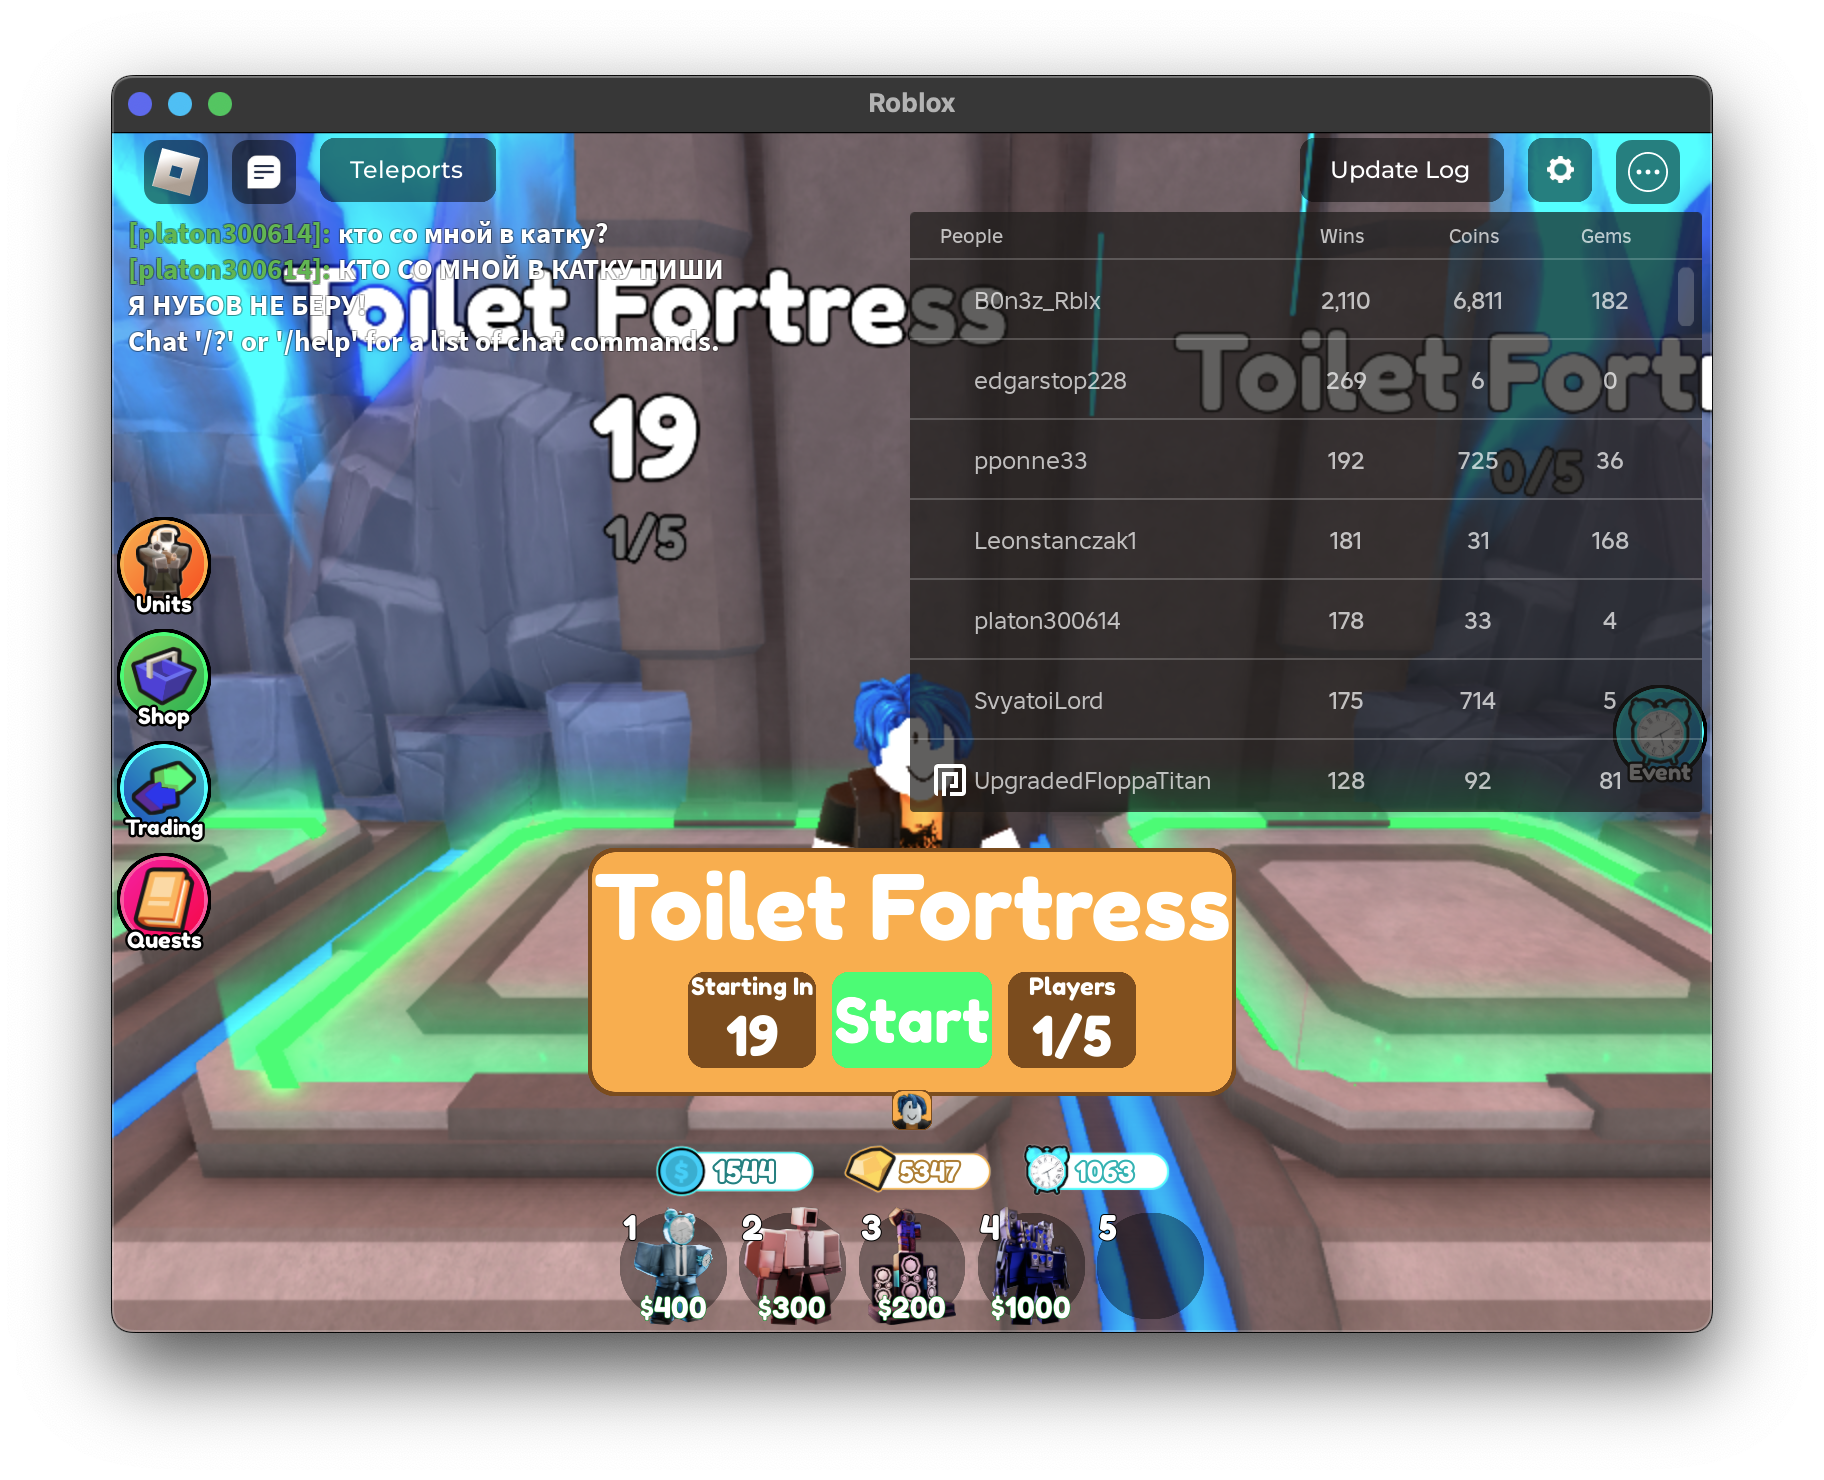 Roblox
Teleports
Update Log
[platon300614]: кто со мной в катку?
[platon300614]: КТО СО МНОЙ В КАТКУ ПИШИ
Я НУБОВ НЕ БЕРУ!
Chat '/?' or '/help' for a list of chat commands.
Toilet Fortress
19
1/5
Toilet Fort
0/5
People Wins Coins Gems
B0n3z_Rblx 2,110 6,811 182
edgarstop228 269 6 0
pponne33 192 725 36
Leonstanczak1 181 31 168
platon300614 178 33 4
SvyatoiLord 175 714 5
UpgradedFloppaTitan 128 92 81
Units
Shop
Trading
Quests
Event
Toilet Fortress
Starting In
19
Start
Players
1/5
1544 5347 1063
1 2 3 4 5
$400 $300 $200 $1000